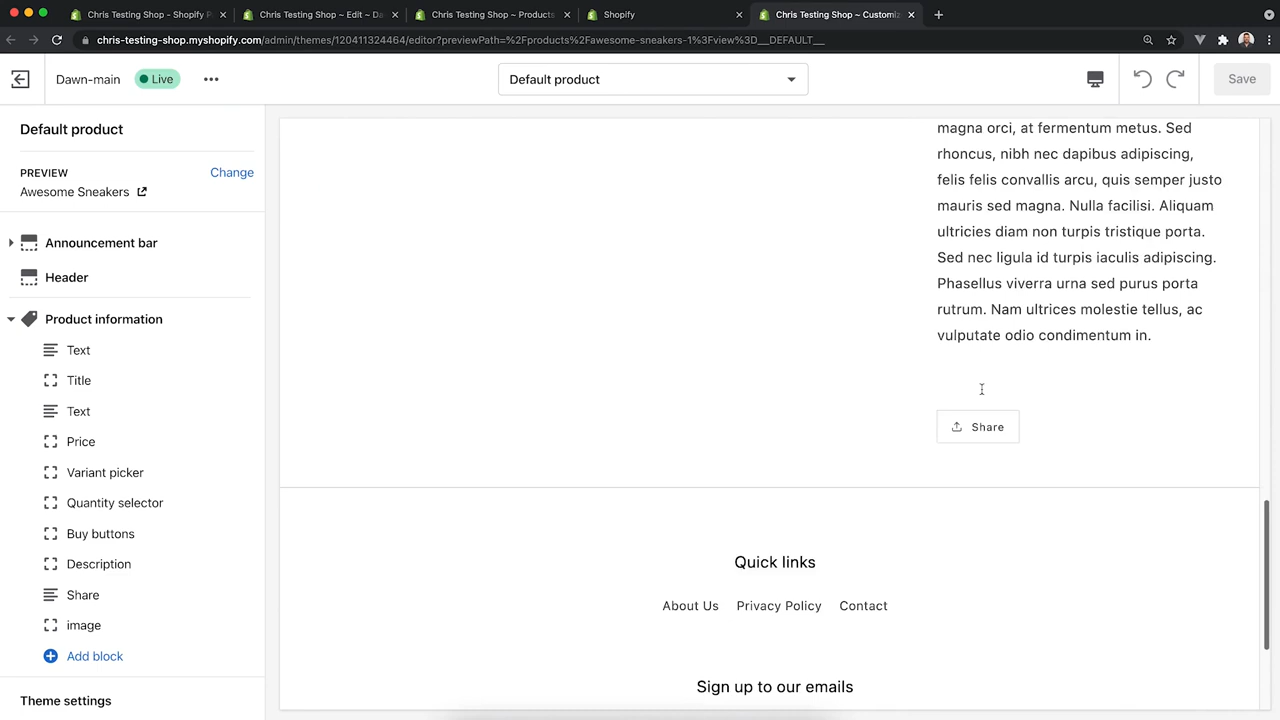 Chris Testing Shop - Shopify P
Chris Testing Shop ~ Edit ~ Da
Chris Testing Shop ~ Products
Shopify
Chris Testing Shop ~ Customiz
chris-testing-shop.myshopify.com/admin/themes/120411324464/editor?previewPath=%2Fproducts%2Fawesome-sneakers-1%3Fview%3D__DEFAULT__
Dawn-main
Live
Default product
Save
Default product
PREVIEW
Change
Awesome Sneakers
Announcement bar
Header
Product information
Text
Title
Text
Price
Variant picker
Quantity selector
Buy buttons
Description
Share
image
Add block
Theme settings
magna orci, at fermentum metus. Sed
rhoncus, nibh nec dapibus adipiscing,
felis felis convallis arcu, quis semper justo
mauris sed magna. Nulla facilisi. Aliquam
ultricies diam non turpis tristique porta.
Sed nec ligula id turpis iaculis adipiscing.
Phasellus viverra urna sed purus porta
rutrum. Nam ultrices molestie tellus, ac
vulputate odio condimentum in.
Share
Quick links
About Us Privacy Policy Contact
Sign up to our emails